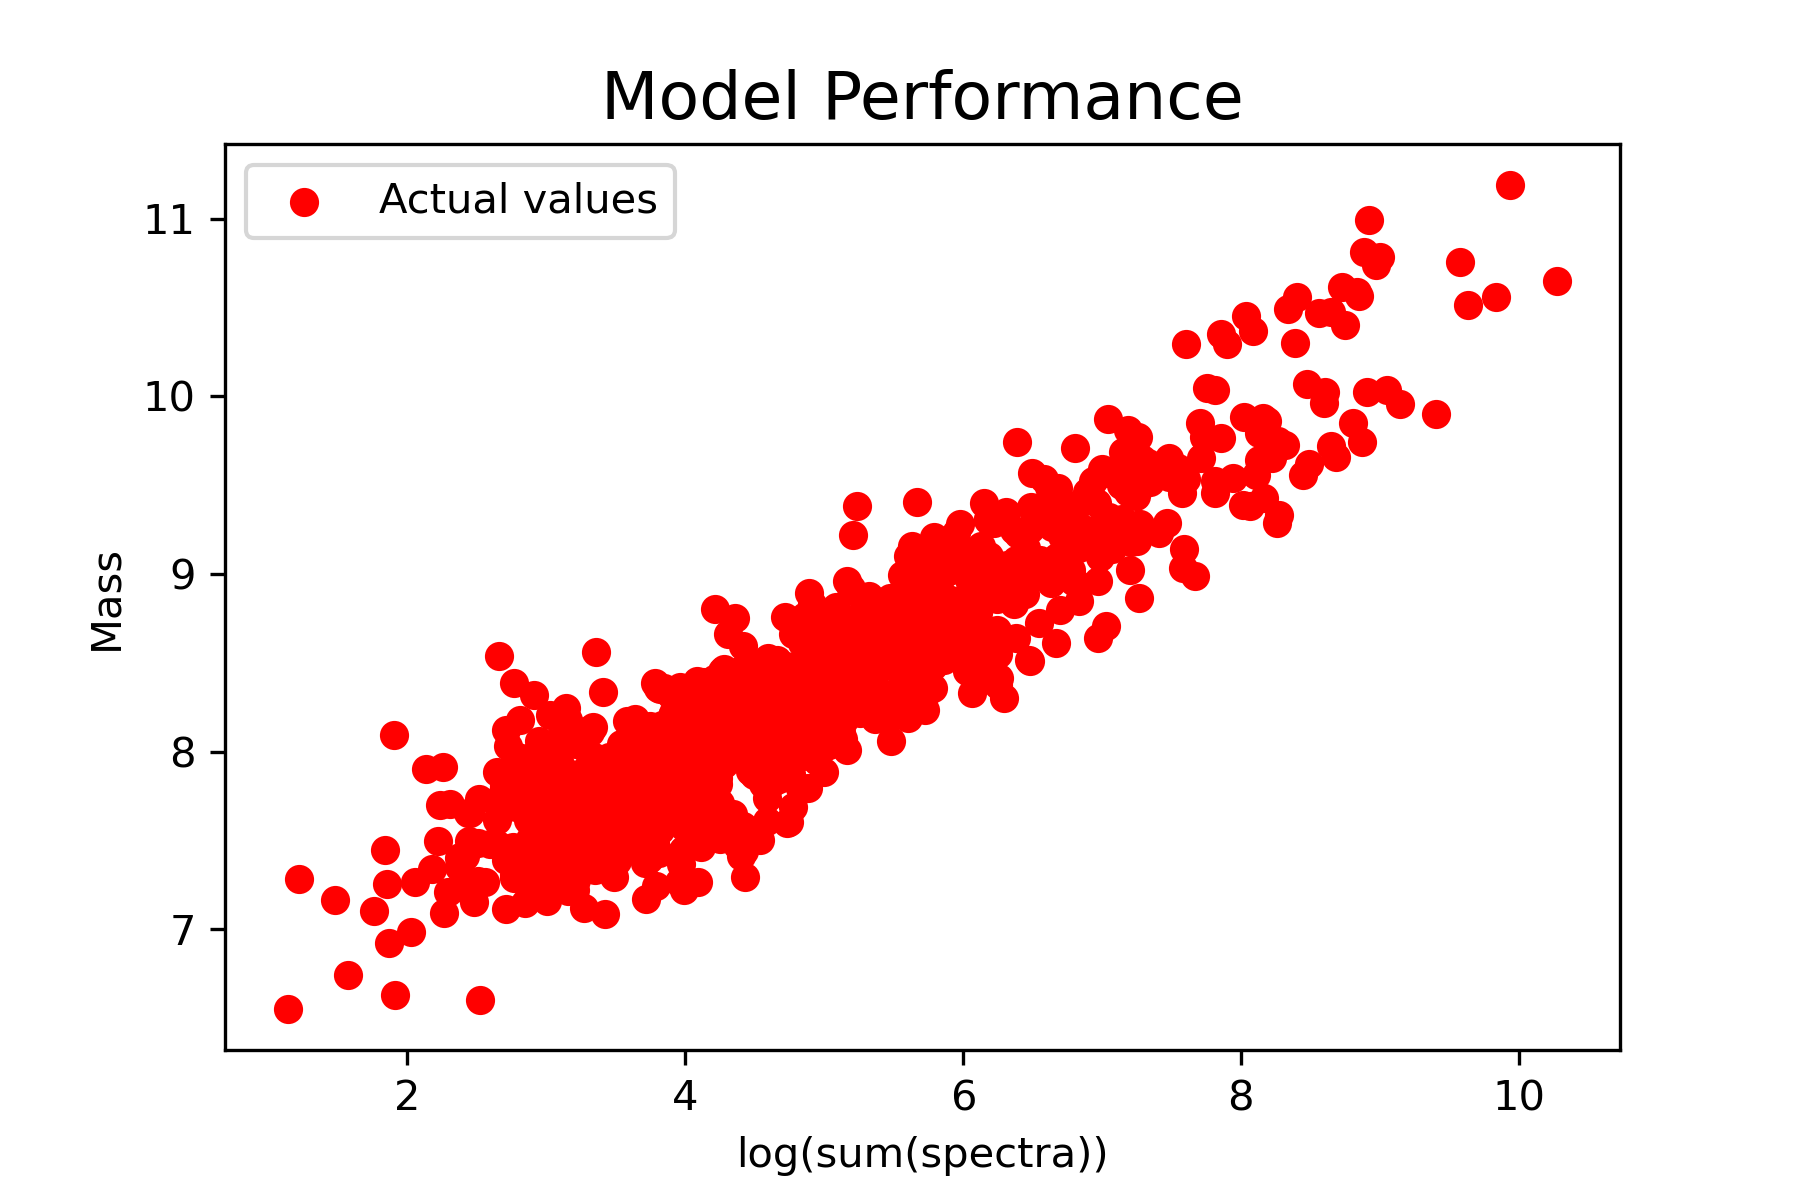 Model Performance
Actual values
11
10
9
8
7
Mass
2 4 6 8 10
log(sum(spectra))